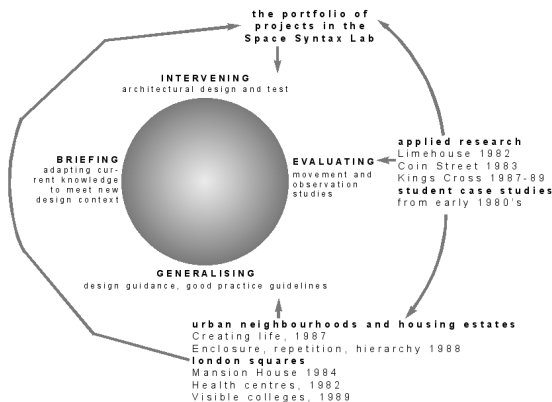 the portfolio of
projects in the
Space Syntax Lab
INTERVENING
architectural design and test
BRIEFING
adapting cur-
rent knowledge
to meet new
design context
EVALUATING
movement and
observation
studies
applied research
Limehouse 1982
Coin Street 1983
Kings Cross 1987-89
student case studies
from early 1980's
GENERALISING
design guidance, good practice guidelines
urban neighbourhoods and housing estates
Creating life, 1987
Enclosure, repetition, hierarchy 1988
london squares
Mansion House 1984
Health centres, 1982
Visible colleges, 1989